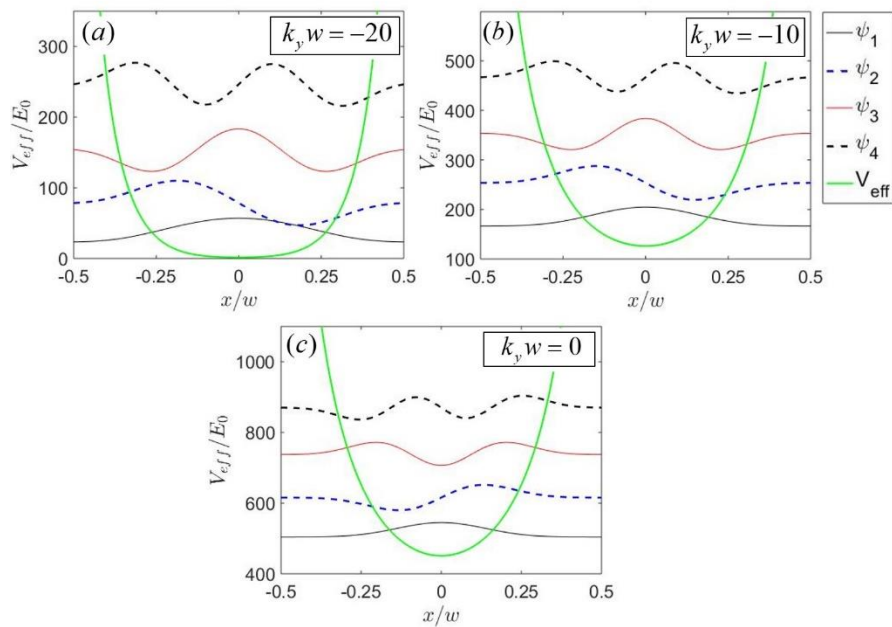 (a)
k_y w = −20
V_eff/E_0
300
200
100
0
-0.5
-0.25
0
0.25
0.5
x/w
(b)
k_y w = −10
V_eff/E_0
500
400
300
200
100
-0.5
-0.25
0
0.25
0.5
x/w
ψ_1
ψ_2
ψ_3
ψ_4
V_eff
(c)
k_y w = 0
V_eff/E_0
1000
800
600
400
-0.5
-0.25
0
0.25
0.5
x/w